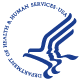 DEPARTMENT OF HEALTH & HUMAN SERVICES · USA